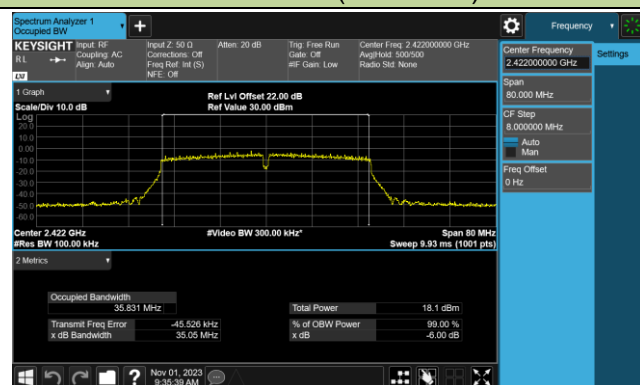 Spectrum Analyzer 1
Occupied BW
+
Frequency
KEYSIGHT
RL
Input: RF
Coupling: AC
Align: Auto
Input Z: 50 Ω
Corrections: Off
Freq Ref: Int (S)
NFE: Off
Atten: 20 dB
Trig: Free Run
Gate: Off
#IF Gain: Low
Center Freq: 2.422000000 GHz
Avg|Hold: 500/500
Radio Std: None
LV
Center Frequency
2.422000000 GHz
Settings
Span
80.000 MHz
CF Step
8.000000 MHz
Auto
Man
Freq Offset
0 Hz
1 Graph
Scale/Div 10.0 dB
Ref Lvl Offset 22.00 dB
Ref Value 30.00 dBm
Log
20.0
10.0
0.00
-10.0
-20.0
-30.0
-40.0
-50.0
-60.0
Center 2.422 GHz
#Res BW 100.00 kHz
#Video BW 300.00 kHz*
Span 80 MHz
Sweep 9.93 ms (1001 pts)
2 Metrics
Occupied Bandwidth
35.831 MHz
Total Power 18.1 dBm
Transmit Freq Error -45.526 kHz
% of OBW Power 99.00 %
x dB Bandwidth 35.05 MHz
x dB -6.00 dB
?
Nov 01, 2023
9:35:39 AM